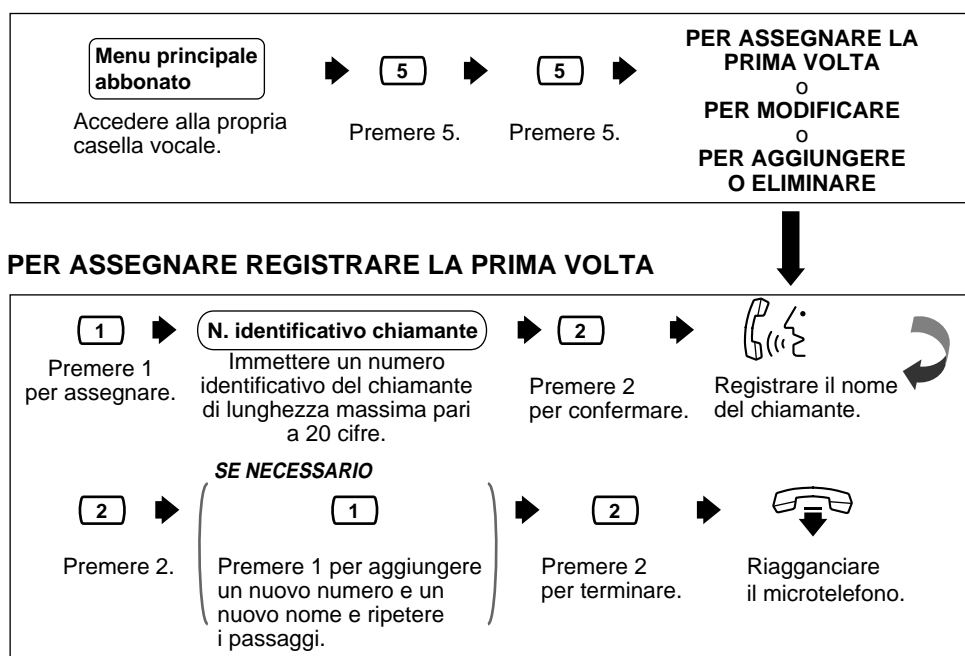 Menu principale
abbonato
Accedere alla propria
casella vocale.
5
Premere 5.
5
Premere 5.
PER ASSEGNARE LA
PRIMA VOLTA
o
PER MODIFICARE
o
PER AGGIUNGERE
O ELIMINARE
PER ASSEGNARE REGISTRARE LA PRIMA VOLTA
1
Premere 1
per assegnare.
N. identificativo chiamante
Immettere un numero
identificativo del chiamante
di lunghezza massima pari
a 20 cifre.
2
Premere 2
per confermare.
Registrare il nome
del chiamante.
2
Premere 2.
SE NECESSARIO
1
Premere 1 per aggiungere
un nuovo numero e un
nuovo nome e ripetere
i passaggi.
2
Premere 2
per terminare.
Riagganciare
il microtelefono.